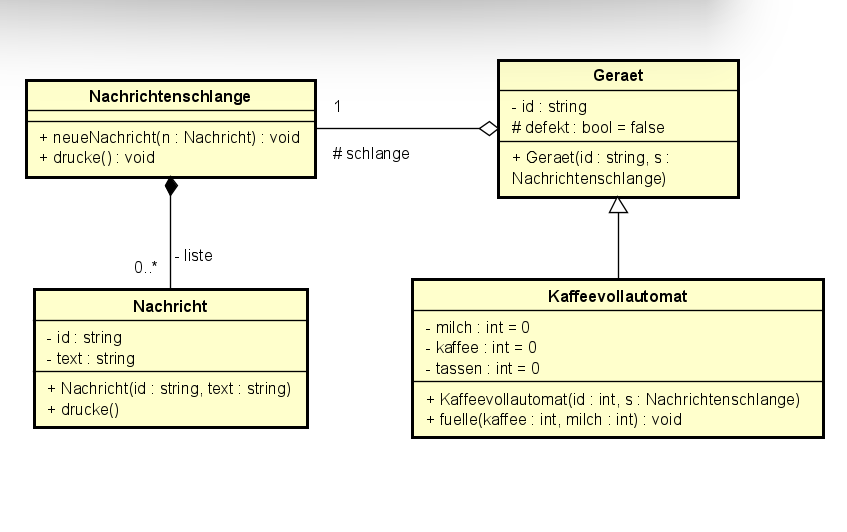 Nachrichtenschlange
+ neueNachricht(n : Nachricht) : void
+ drucke() : void
1
# schlange
Geraet
- id : string
# defekt : bool = false
+ Geraet(id : string, s :
Nachrichtenschlange)
0..*
- liste
Nachricht
- id : string
- text : string
+ Nachricht(id : string, text : string)
+ drucke()
Kaffeevollautomat
- milch : int = 0
- kaffee : int = 0
- tassen : int = 0
+ Kaffeevollautomat(id : int, s : Nachrichtenschlange)
+ fuelle(kaffee : int, milch : int) : void